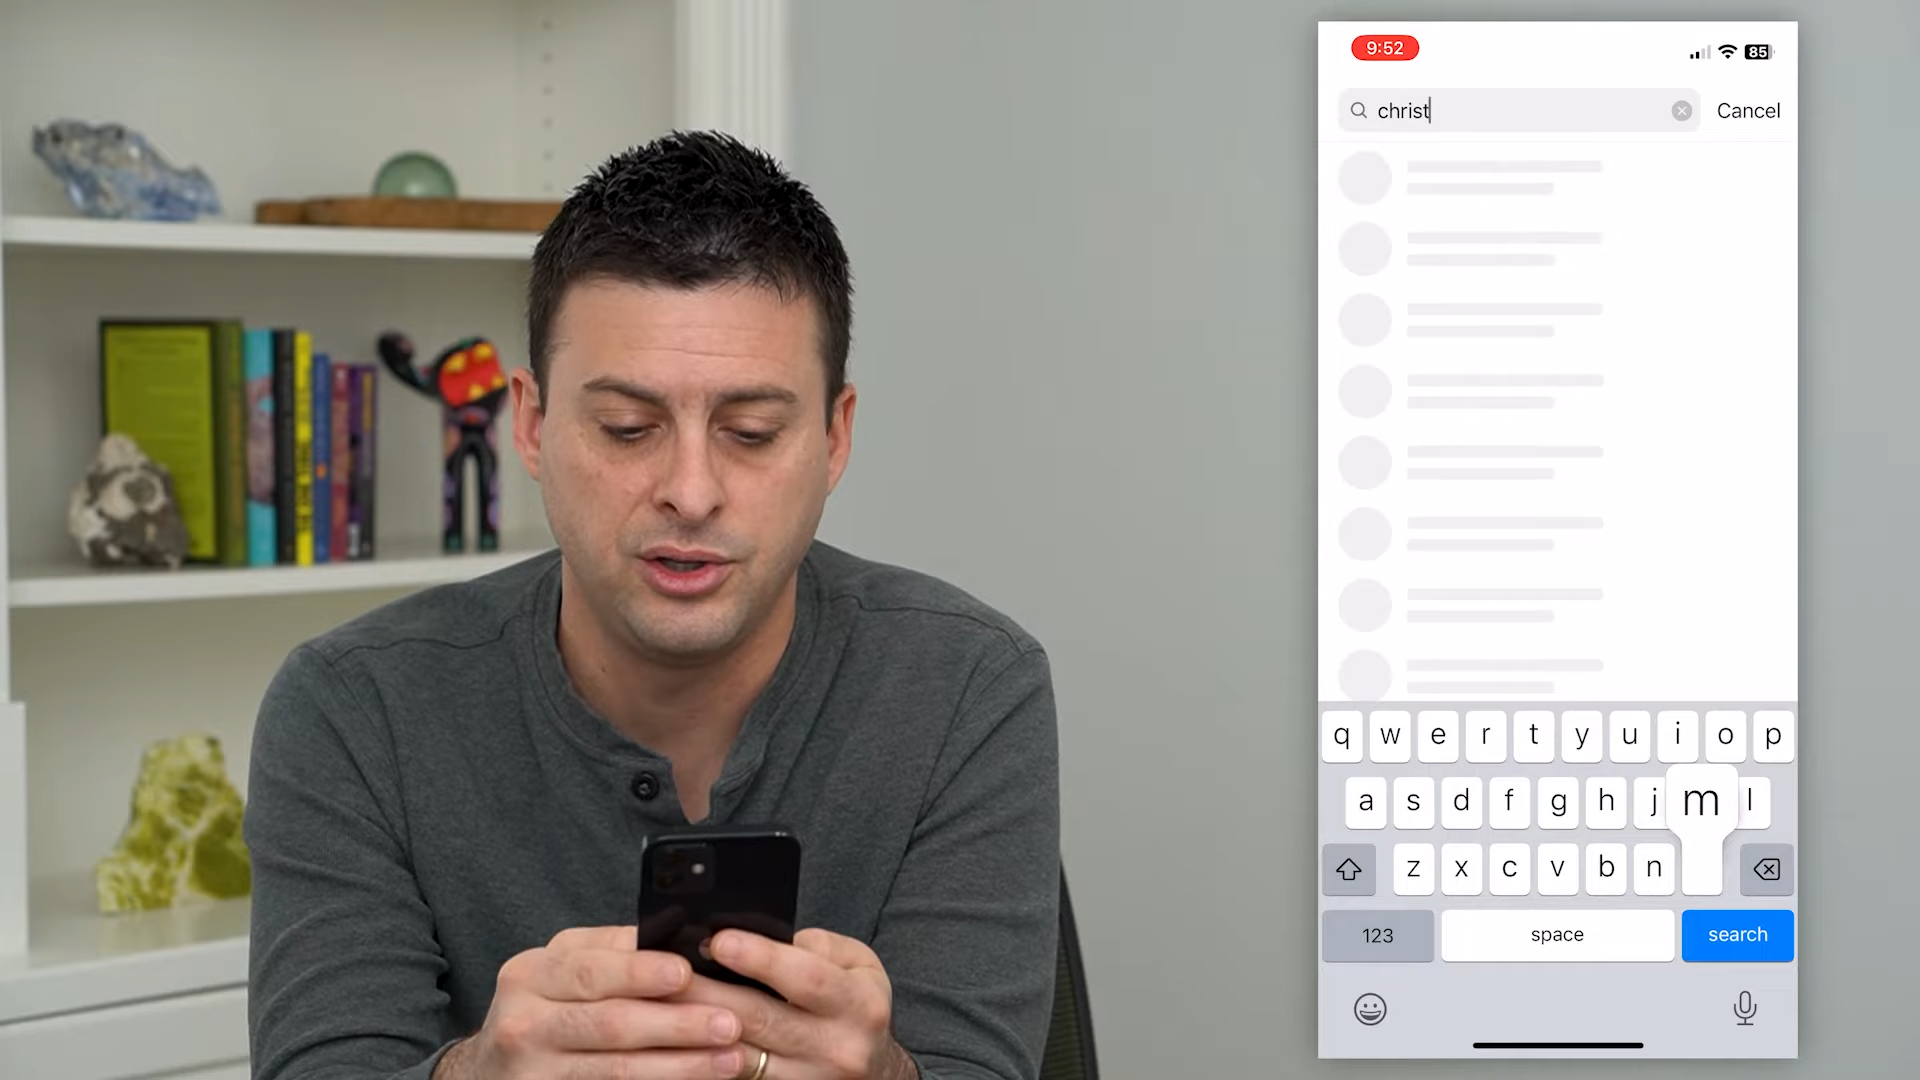 9:52
85
christ
Cancel
q w e r t y u i o p
a s d f g h j m l
z x c v b n
123
space
search